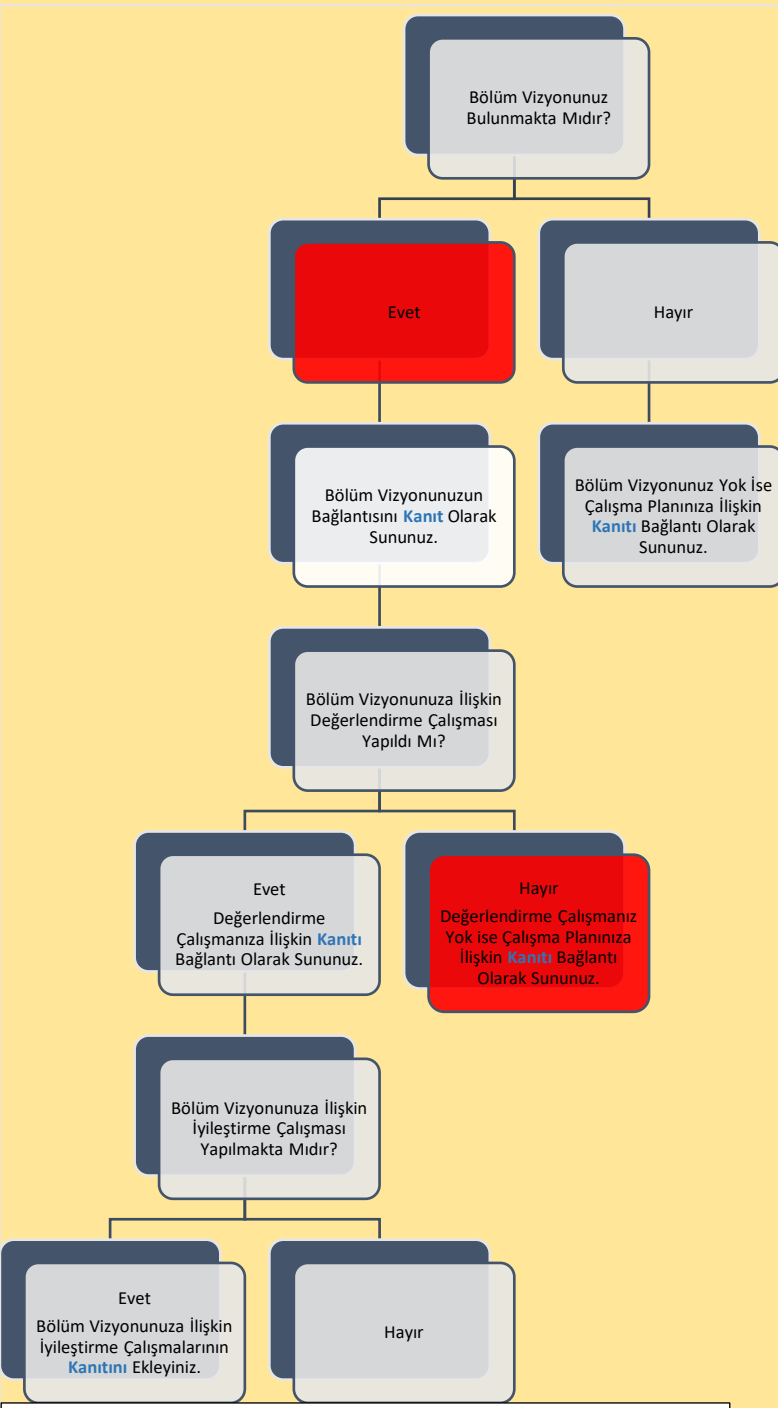 Bölüm Vizyonunuz
Bulunmakta Mıdır?
Evet
Hayır
Bölüm Vizyonunuzun
Bağlantısını Kanıt Olarak
Sununuz.
Bölüm Vizyonunuz Yok İse
Çalışma Planınıza İlişkin
Kanıtı Bağlantı Olarak
Sununuz.
Bölüm Vizyonunuza İlişkin
Değerlendirme Çalışması
Yapıldı Mı?
Evet
Değerlendirme
Çalışmanıza İlişkin Kanıtı
Bağlantı Olarak Sununuz.
Hayır
Değerlendirme Çalışmanız
Yok ise Çalışma Planınıza
İlişkin Kanıtı Bağlantı
Olarak Sununuz.
Bölüm Vizyonunuza İlişkin
İyileştirme Çalışması
Yapılmakta Mıdır?
Evet
Bölüm Vizyonunuza İlişkin
İyileştirme Çalışmalarının
Kanıtını Ekleyiniz.
Hayır